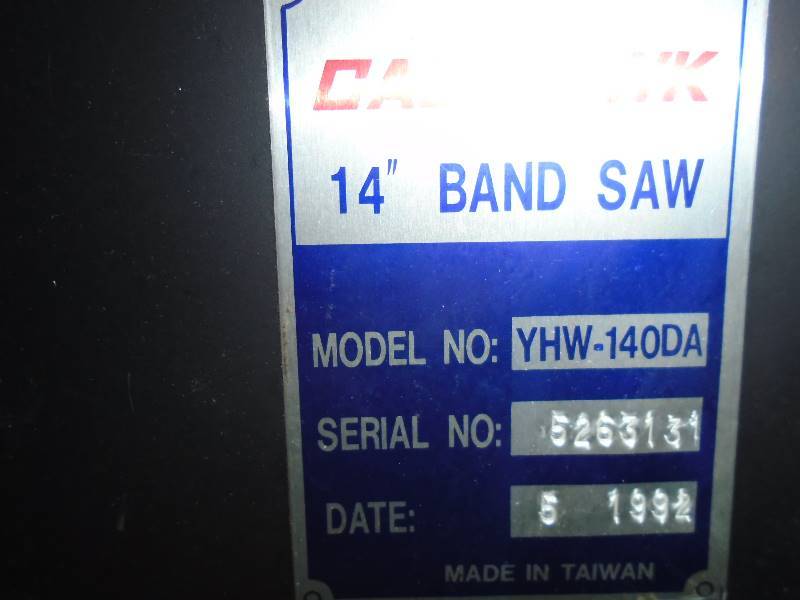 14" BAND SAW
MODEL NO: YHW-140DA
SERIAL NO: 5263131
DATE: 5 1992
MADE IN TAIWAN